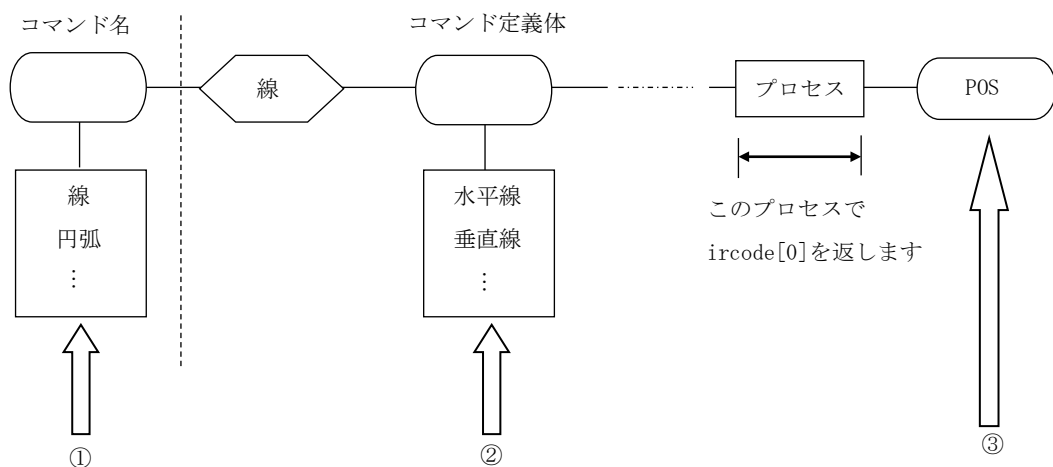 コマンド名
コマンド定義体
線
プロセス
POS
線
円弧
⋮
水平線
垂直線
⋮
このプロセスで
ircode[0]を返します
①
②
③